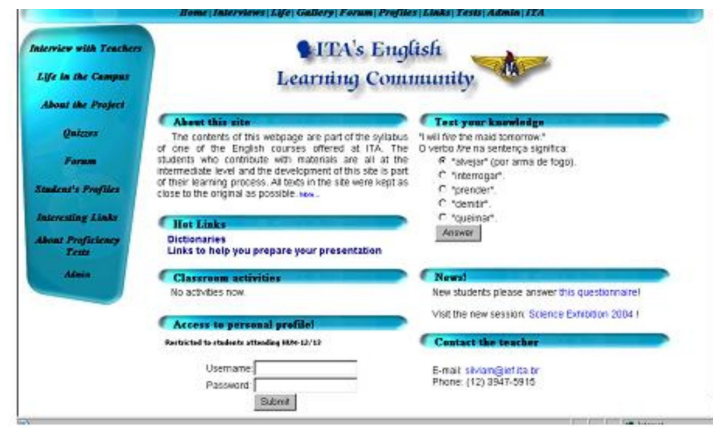 Home | Interviews | Life | Gallery | Forum | Profiles | Links | Tests | Admin | ITA
Interview with Teachers
Life in the Campus
About the Project
Quizzes
Forum
Student's Profiles
Interesting Links
About Proficiency
Tests
Admin
ITA's English
Learning Community
ITA
About this site
The contents of this webpage are part of the syllabus
of one of the English courses offered at ITA. The
students who contribute with materials are all at the
intermediate level and the development of this site is part
of their learning process. All texts in the site were kept as
close to the original as possible.
Hot Links
Dictionaries
Links to help you prepare your presentation
Classroom activities
No activities now.
Access to personal profile!
Restricted to students attending HUM-12/13
Username:
Password:
Submit
Test your knowledge
"I will fire the maid tomorrow."
O verbo fire na sentença significa:
"alvejar" (por arma de fogo).
"interrogar".
"prender".
"demitir".
"queimar".
Answer
News!
New students please answer this questionnaire!
Visit the new session: Science Exhibition 2004 !
Contact the teacher
E-mail: silviam@ief.ita.br
Phone: (12) 3947-5915